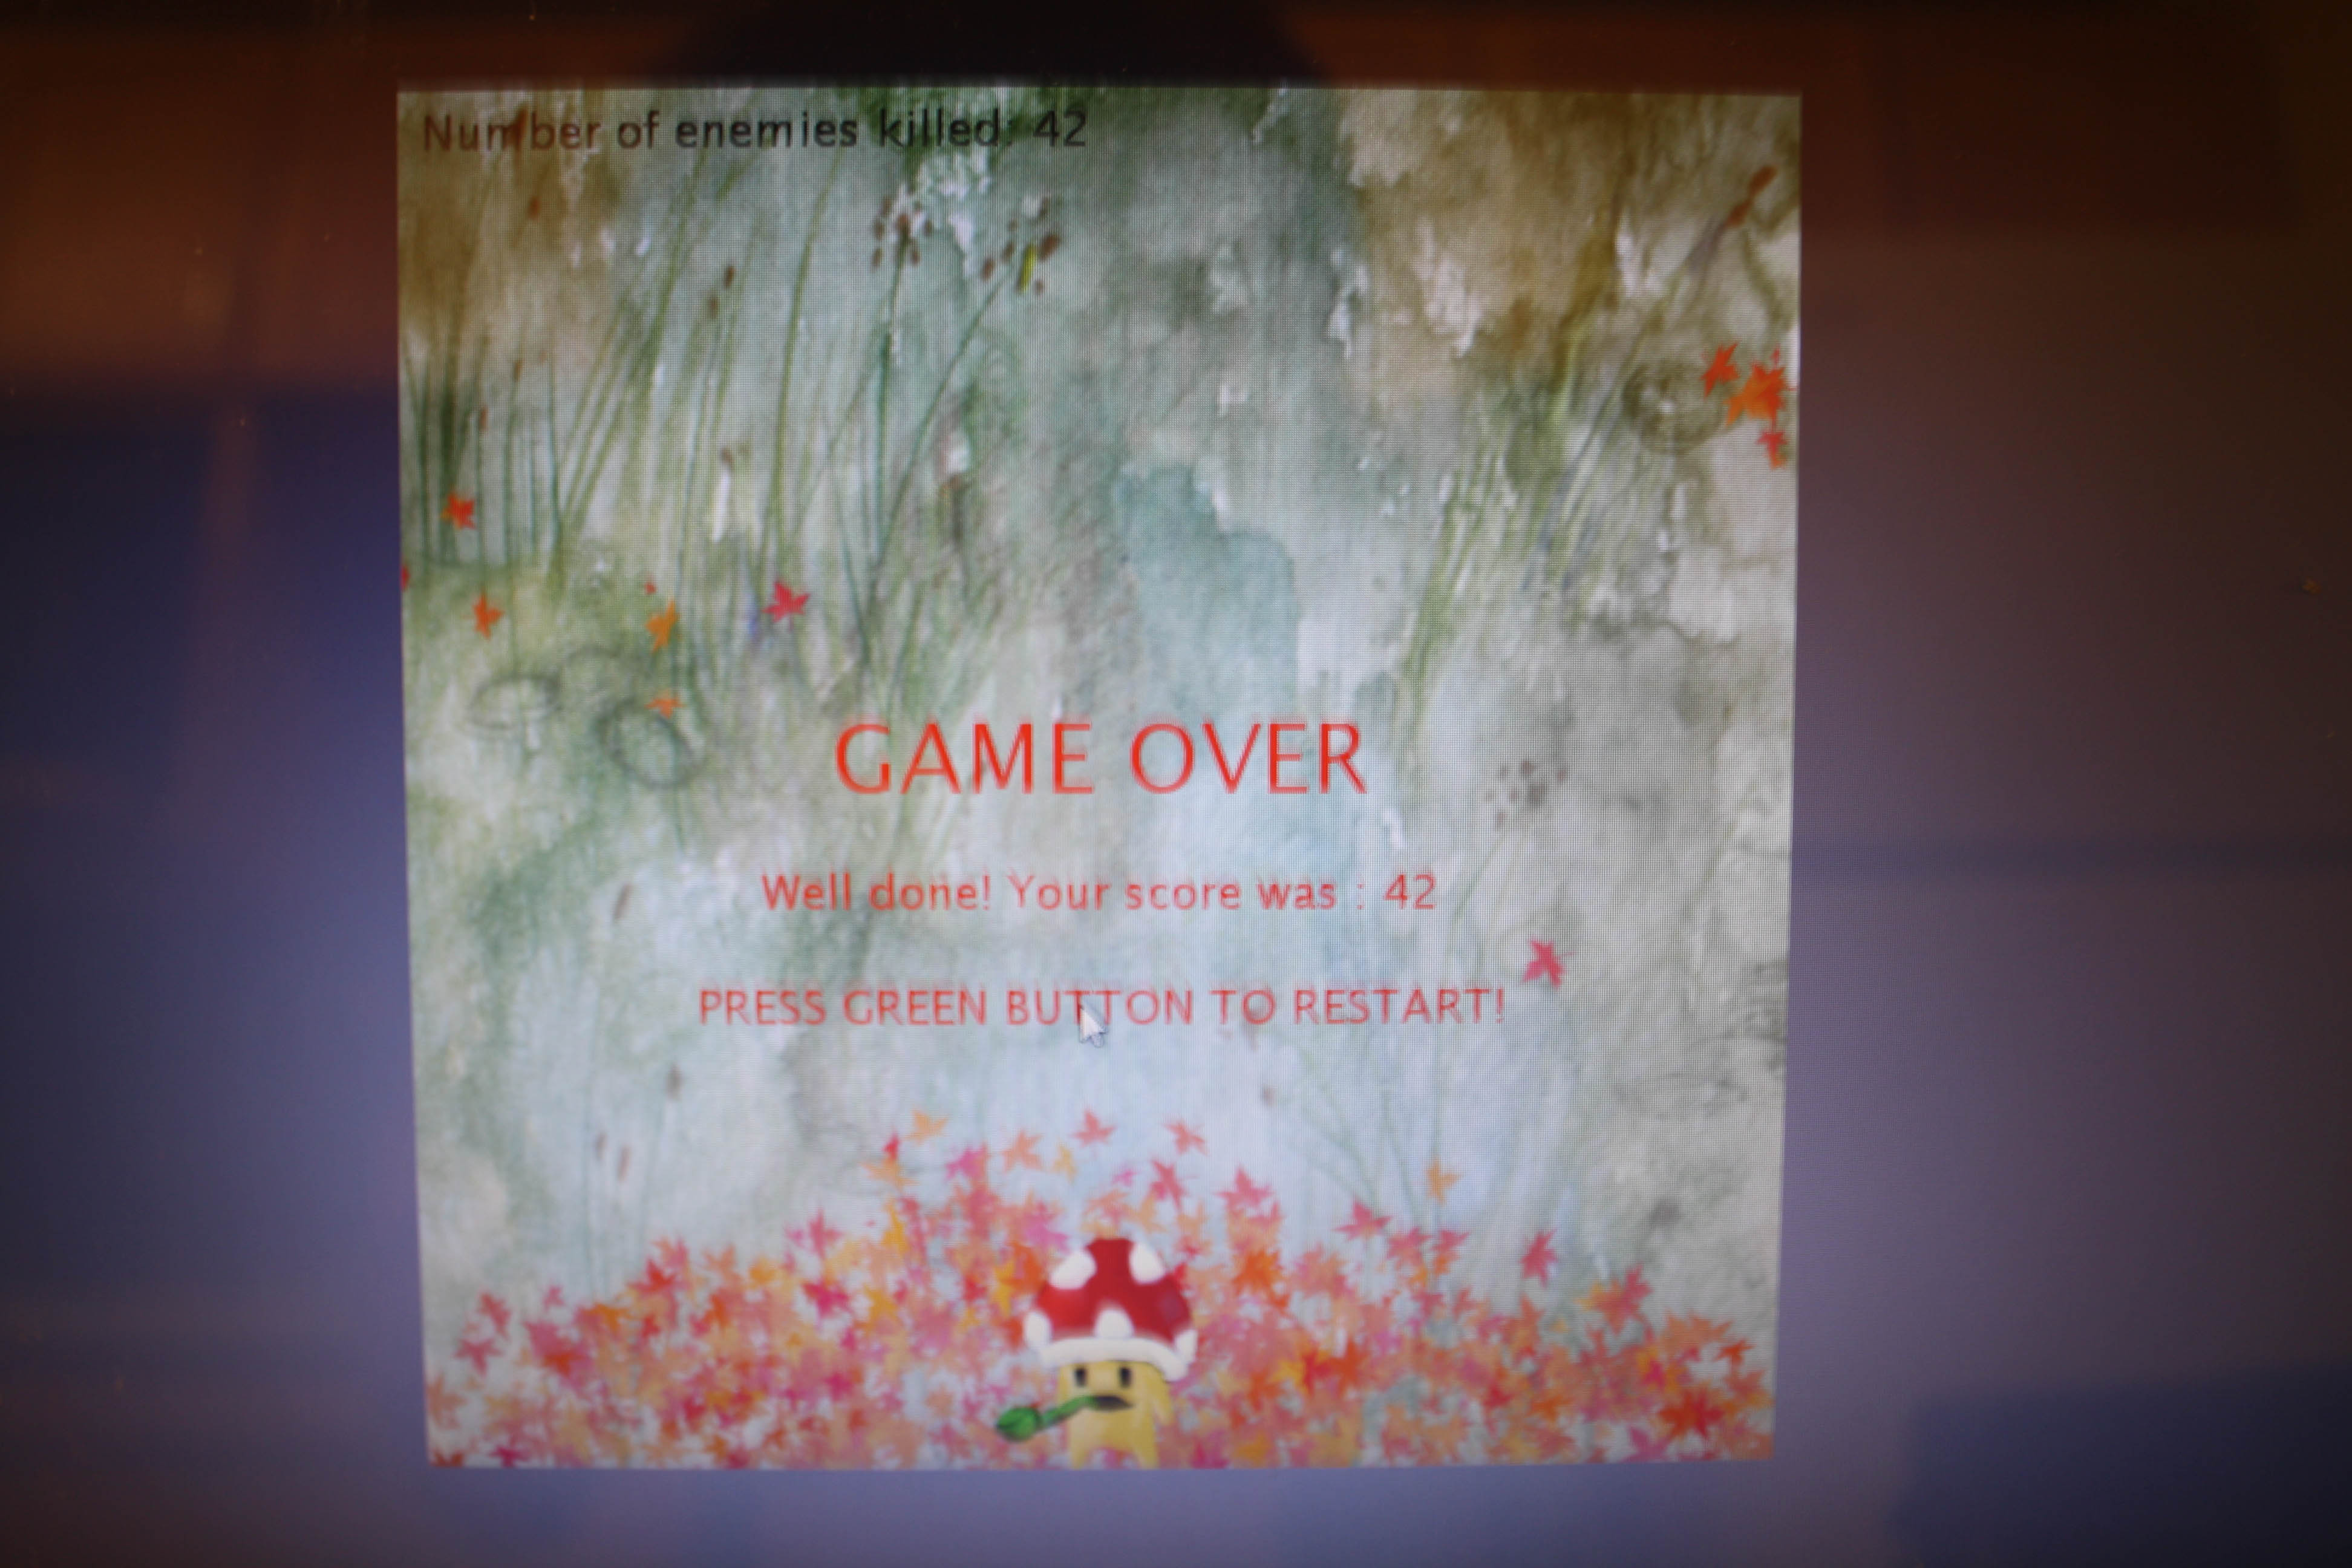 Number of enemies killed: 42
GAME OVER
Well done! Your score was : 42
PRESS GREEN BUTTON TO RESTART!